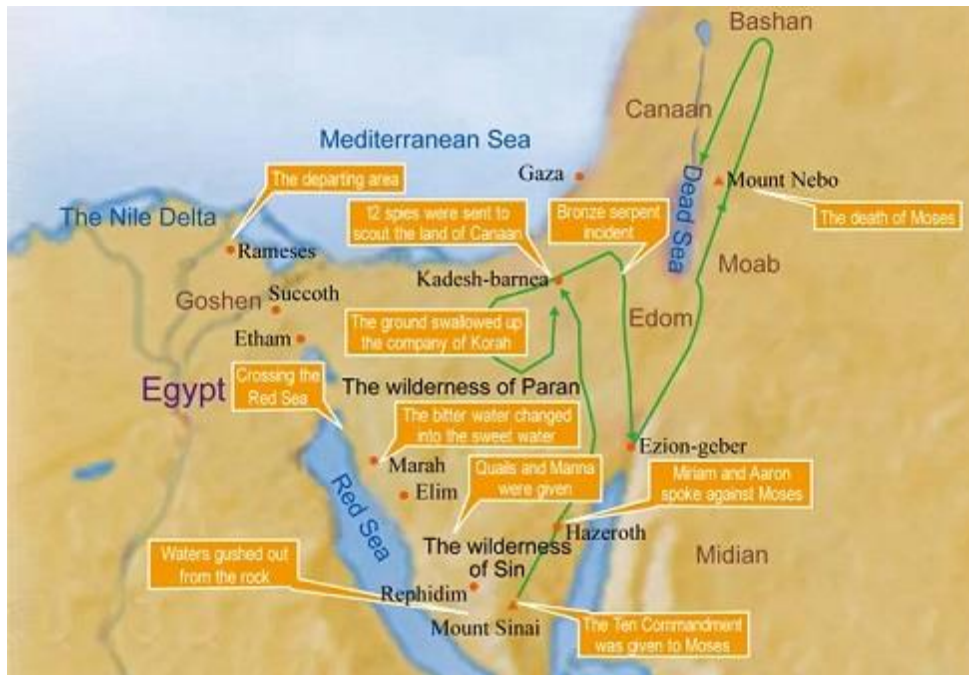 Bashan
Canaan
Mediterranean Sea
Gaza
Dead Sea
Mount Nebo
The death of Moses
The departing area
12 spies were sent to
scout the land of Canaan
Bronze serpent
incident
The Nile Delta
Rameses
Kadesh-barnea
Moab
Goshen
Succoth
Edom
The ground swallowed up
the company of Korah
Etham
Egypt
Crossing the
Red Sea
The wilderness of Paran
The bitter water changed
into the sweet water
Marah
Elim
Quails and Manna
were given
Ezion-geber
Miriam and Aaron
spoke against Moses
Red Sea
Hazeroth
The wilderness
of Sin
Midian
Waters gushed out
from the rock
Rephidim
Mount Sinai
The Ten Commandment
was given to Moses